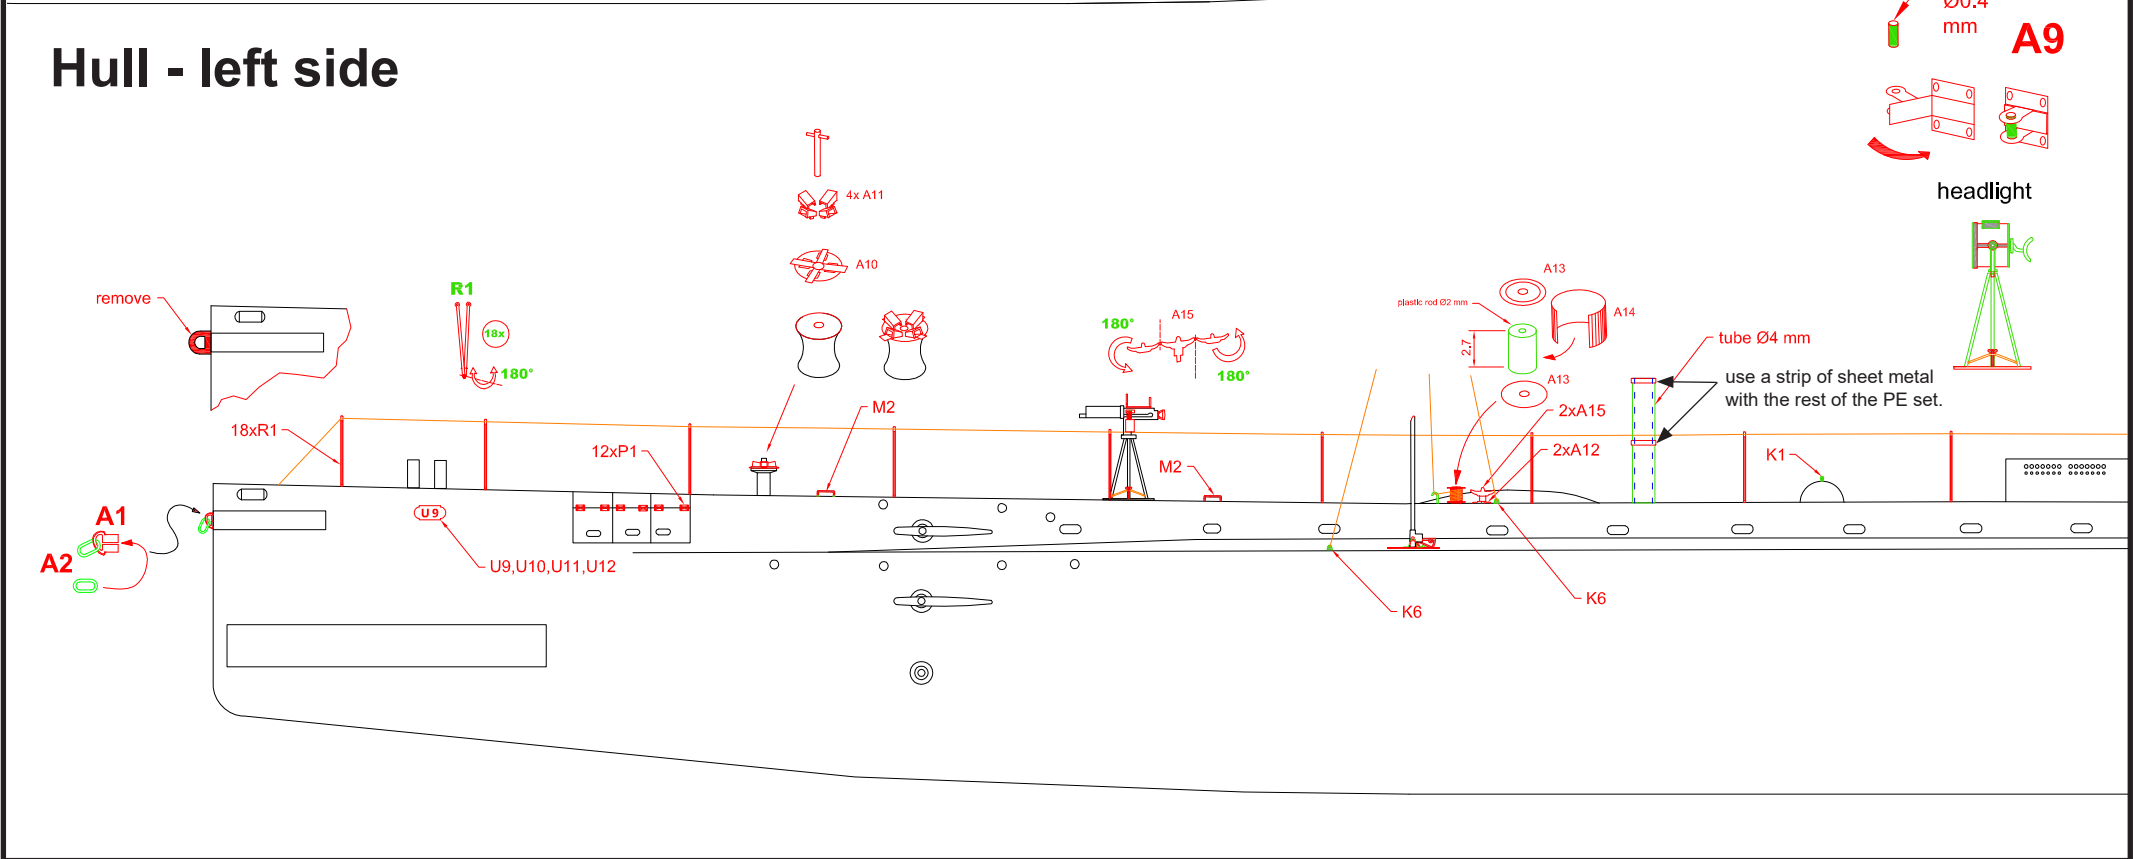 Ø0.4
mm
A9
Hull - left side
headlight
4x A11
A10
remove
R1
18x
180°
180°
A15
180°
A13
plastic rod Ø2 mm
A14
2.7
A13
tube Ø4 mm
use a strip of sheet metal
with the rest of the PE set.
18xR1
M2
12xP1
2xA15
2xA12
M2
K1
A1
U9
A2
U9,U10,U11,U12
K6
K6